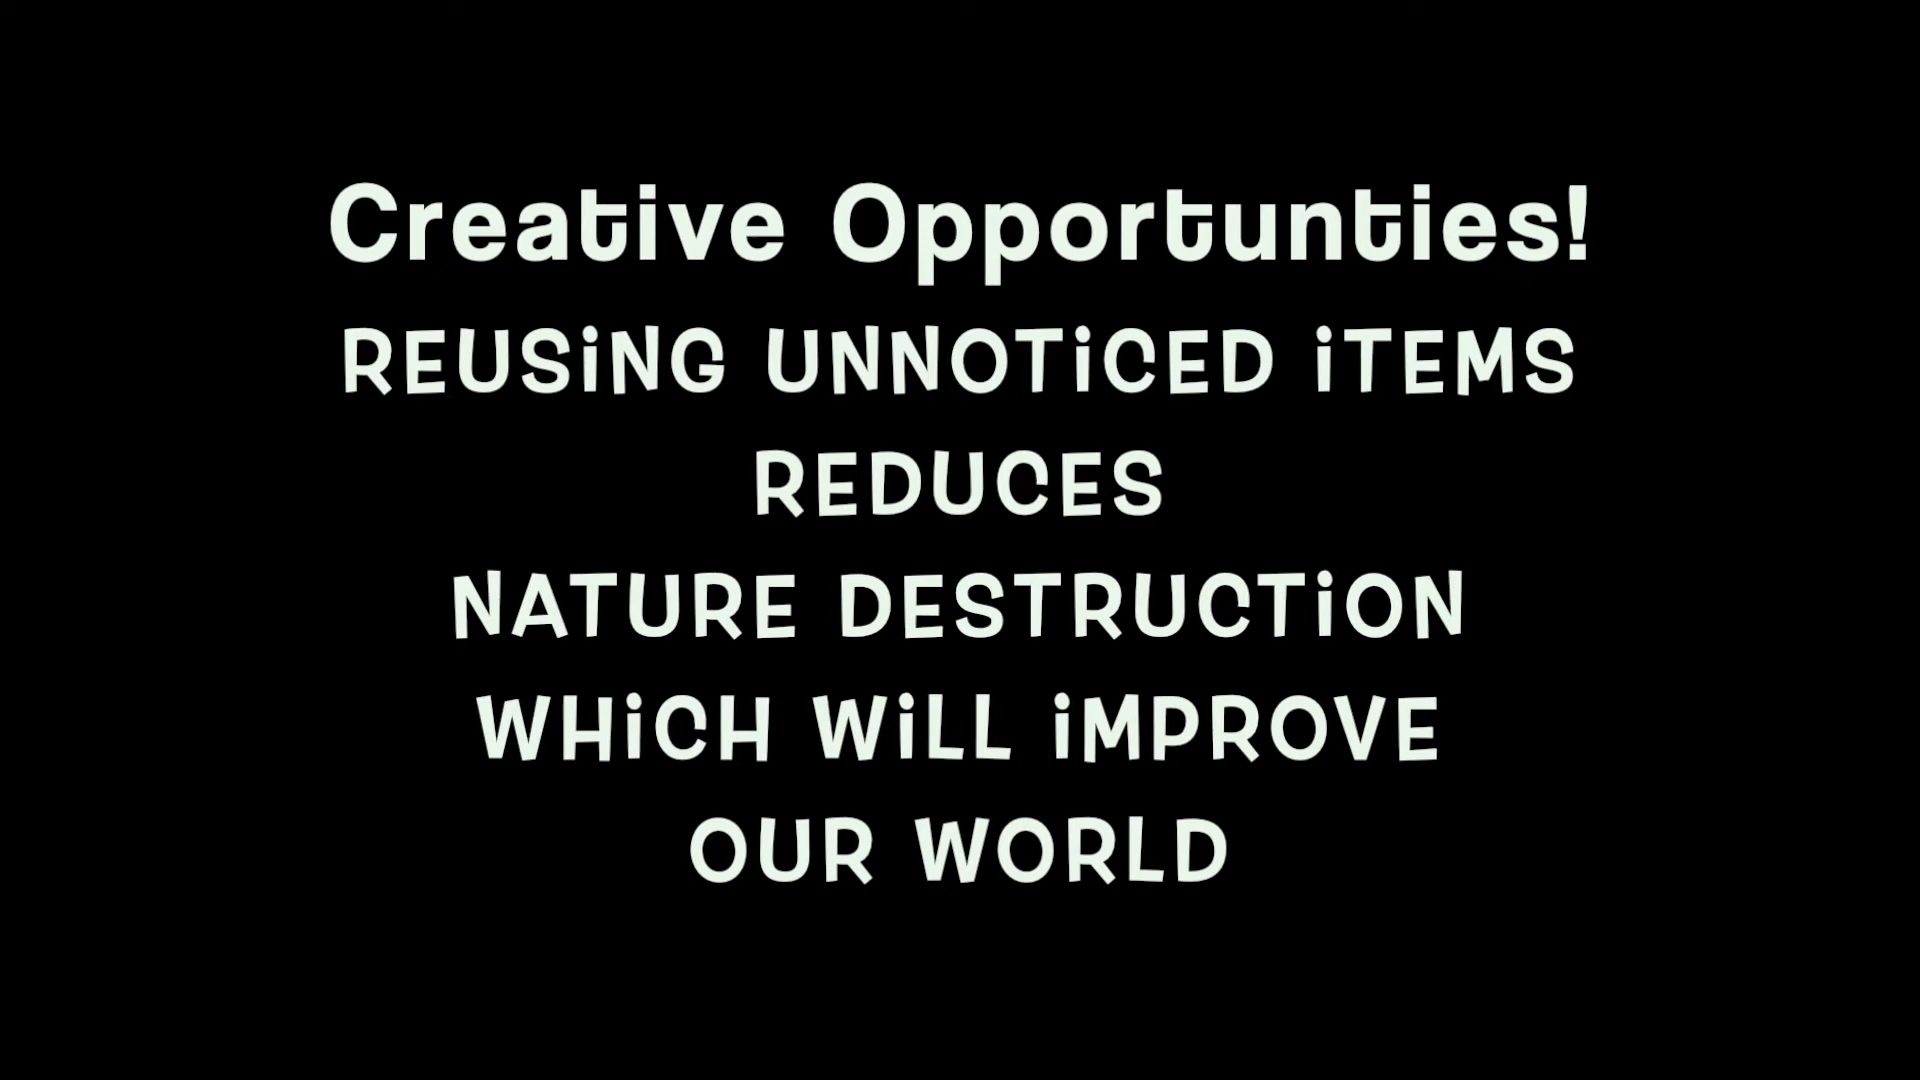 Creative Opportunties!
REUSiNG UNNOTiCED iTEMS
REDUCES
NATURE DESTRUCTiON
WHiCH WiLL iMPROVE
OUR WORLD